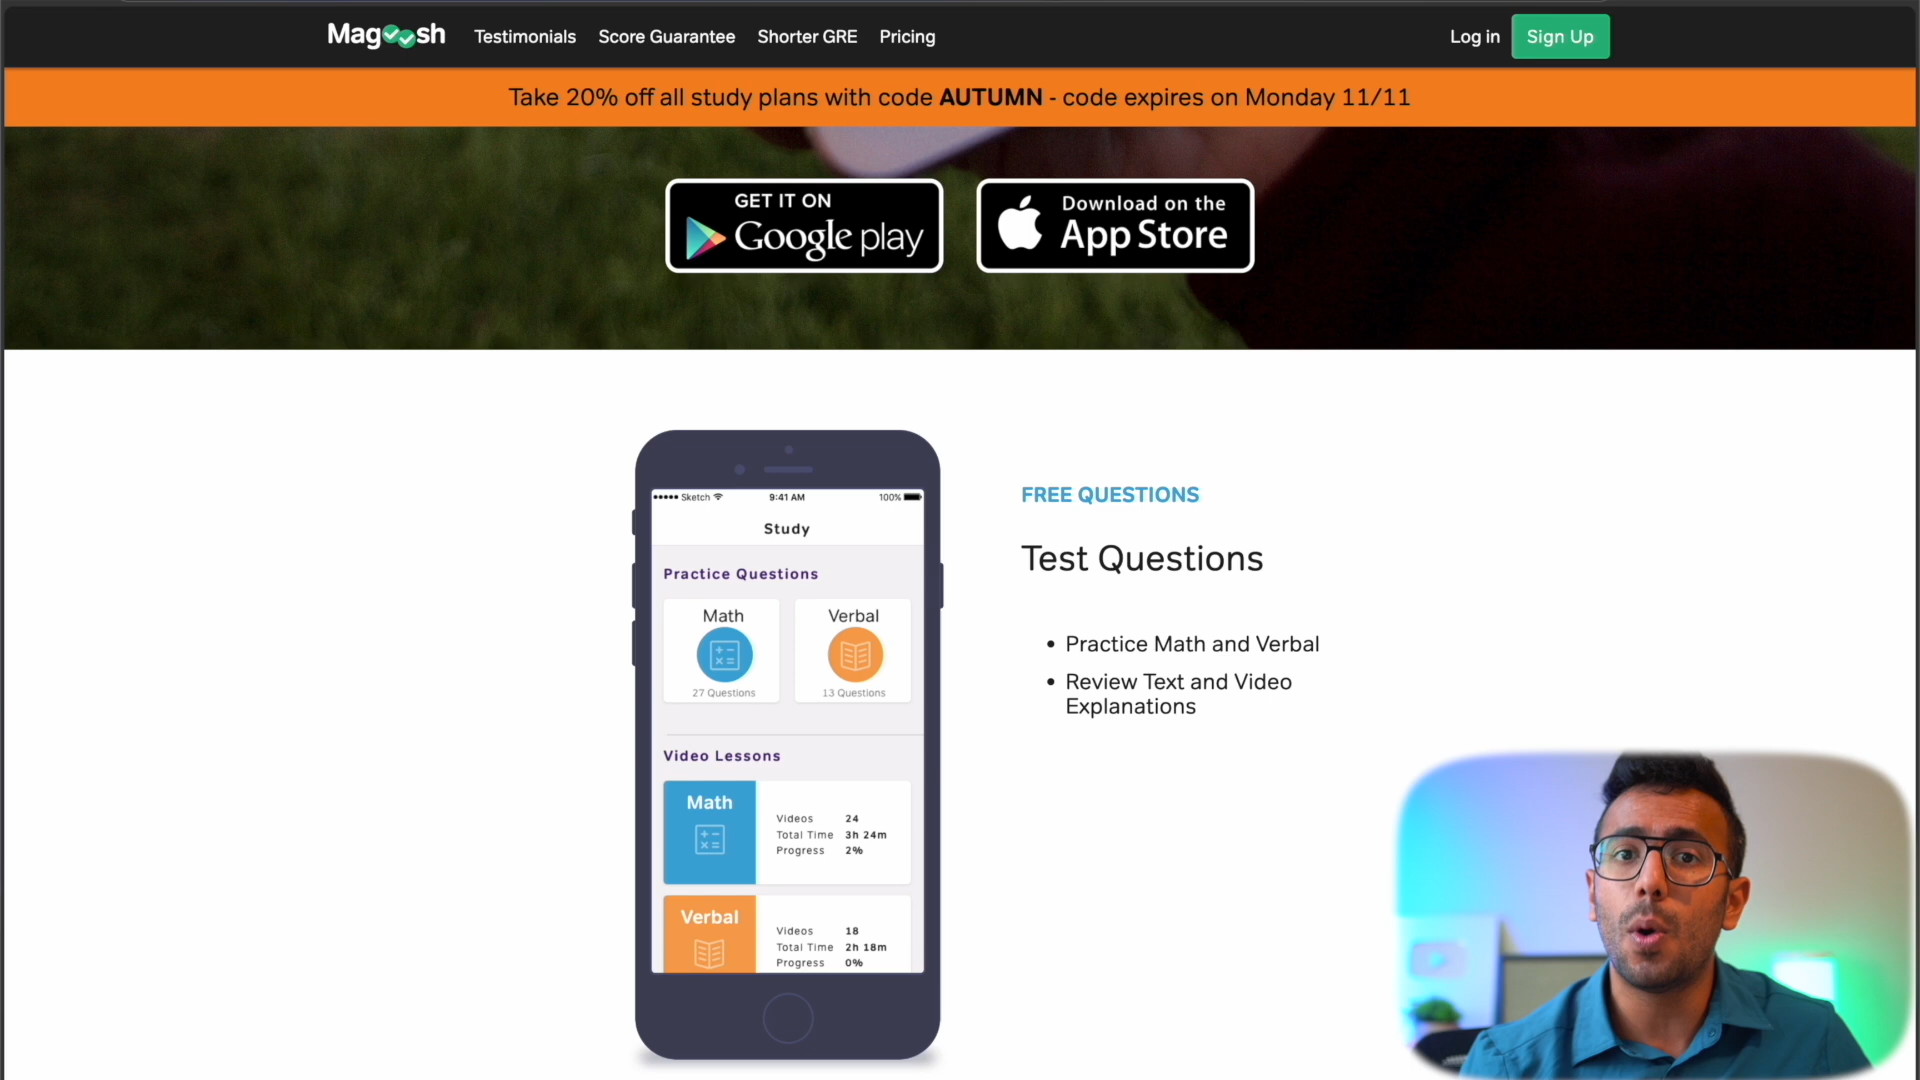 Magoosh Testimonials Score Guarantee Shorter GRE Pricing Log in Sign Up
Take 20% off all study plans with code AUTUMN - code expires on Monday 11/11
GET IT ON
Google play
Download on the
App Store
Sketch 9:41 AM 100%
Study
Practice Questions
Math
27 Questions
Verbal
13 Questions
Video Lessons
Math
Videos 24
Total Time 3h 24m
Progress 2%
Verbal
Videos 18
Total Time 2h 18m
Progress 0%
FREE QUESTIONS
Test Questions
• Practice Math and Verbal
• Review Text and Video
Explanations